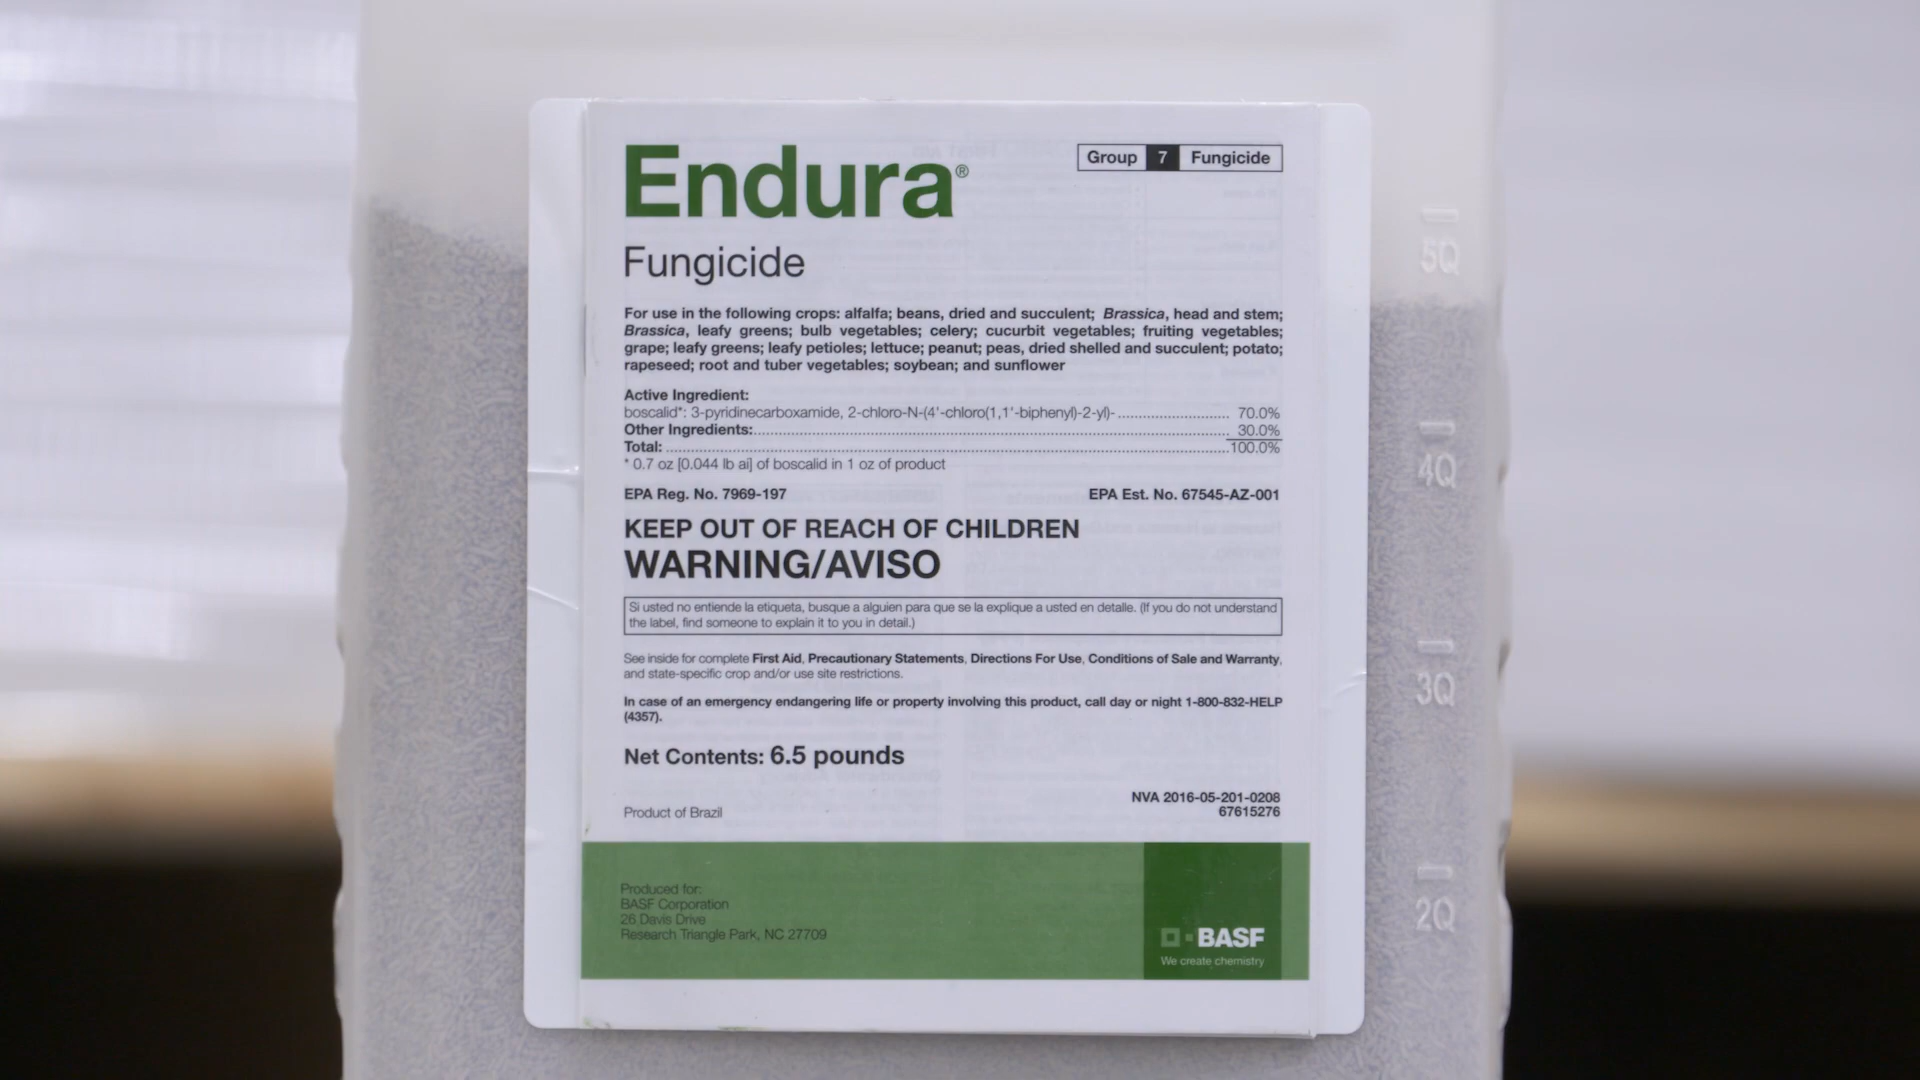 Endura®
Group 7 Fungicide
Fungicide
For use in the following crops: alfalfa; beans, dried and succulent; Brassica, head and stem;
Brassica, leafy greens; bulb vegetables; celery; cucurbit vegetables; fruiting vegetables;
grape; leafy greens; leafy petioles; lettuce; peanut; peas, dried shelled and succulent; potato;
rapeseed; root and tuber vegetables; soybean; and sunflower
Active Ingredient:
boscalid*: 3-pyridinecarboxamide, 2-chloro-N-(4'-chloro(1,1'-biphenyl)-2-yl)- 70.0%
Other Ingredients: 30.0%
Total: 100.0%
* 0.7 oz [0.044 lb ai] of boscalid in 1 oz of product
EPA Reg. No. 7969-197 EPA Est. No. 67545-AZ-001
KEEP OUT OF REACH OF CHILDREN
WARNING/AVISO
Si usted no entiende la etiqueta, busque a alguien para que se la explique a usted en detalle. (If you do not understand
the label, find someone to explain it to you in detail.)
See inside for complete First Aid, Precautionary Statements, Directions For Use, Conditions of Sale and Warranty,
and state-specific crop and/or use site restrictions.
In case of an emergency endangering life or property involving this product, call day or night 1-800-832-HELP
(4357).
Net Contents: 6.5 pounds
NVA 2016-05-201-0208
Product of Brazil 67615276
Produced for:
BASF Corporation
26 Davis Drive
Research Triangle Park, NC 27709
BASF
We create chemistry
5Q
4Q
3Q
2Q